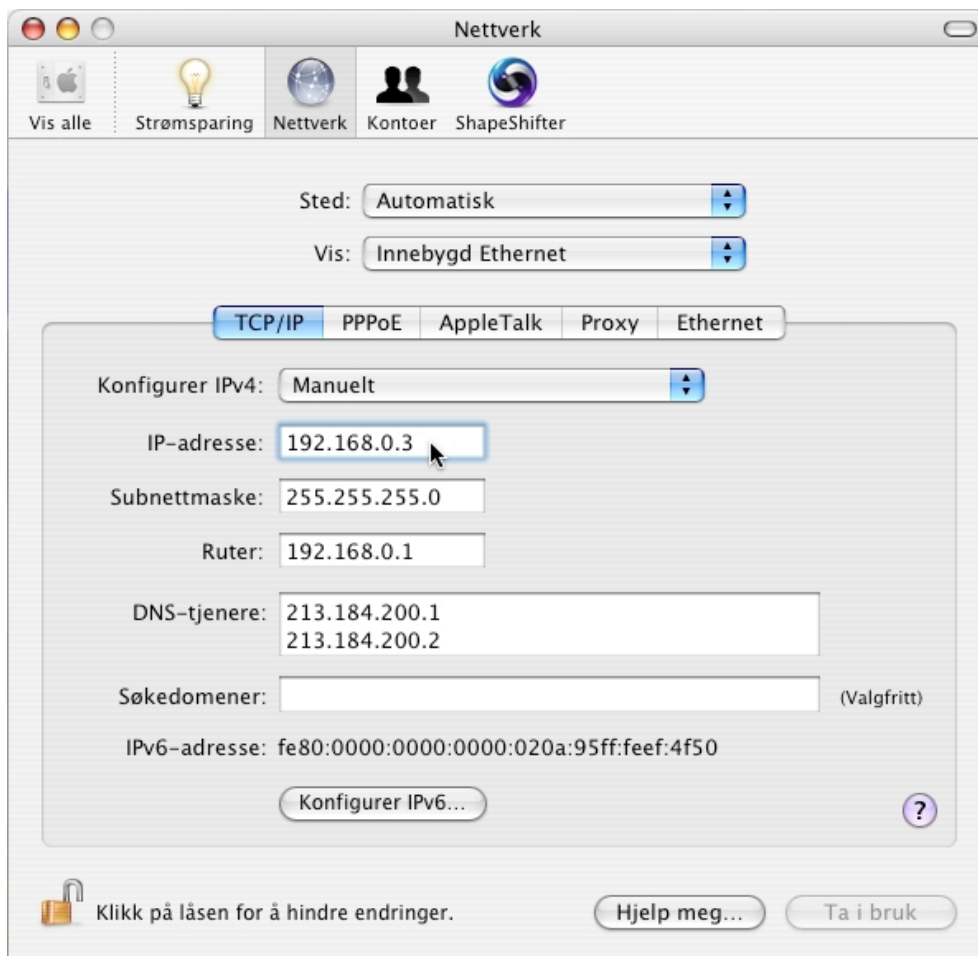 Nettverk
Vis alle Strømsparing Nettverk Kontoer ShapeShifter
Sted: Automatisk
Vis: Innebygd Ethernet
TCP/IP PPPoE AppleTalk Proxy Ethernet
Konfigurer IPv4: Manuelt
IP-adresse: 192.168.0.3
Subnettmaske: 255.255.255.0
Ruter: 192.168.0.1
DNS-tjenere: 213.184.200.1
213.184.200.2
Søkedomener: (Valgfritt)
IPv6-adresse: fe80:0000:0000:0000:020a:95ff:feef:4f50
Konfigurer IPv6...
?
Klikk på låsen for å hindre endringer. Hjelp meg... Ta i bruk